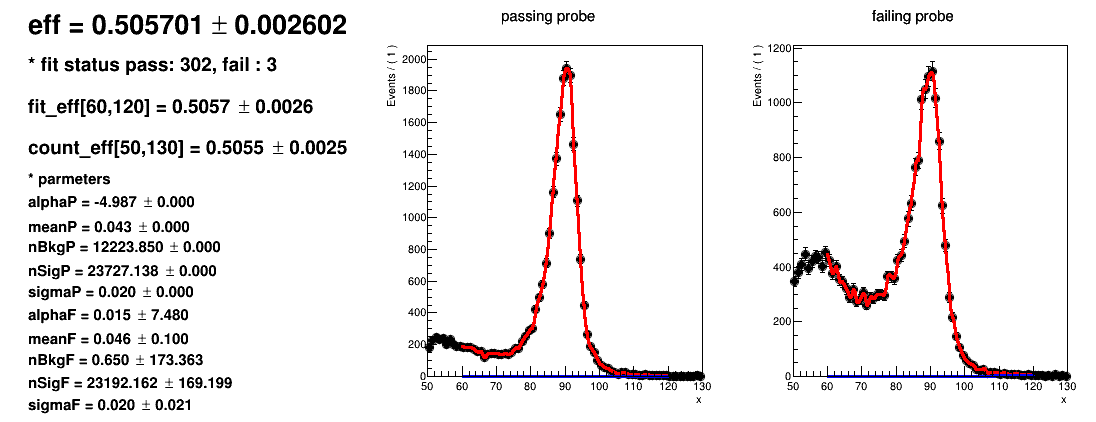 eff = 0.505701 ± 0.002602
* fit status pass: 302, fail : 3
fit_eff[60,120] = 0.5057 ± 0.0026
count_eff[50,130] = 0.5055 ± 0.0025
* parmeters
alphaP = -4.987 ± 0.000
meanP = 0.043 ± 0.000
nBkgP = 12223.850 ± 0.000
nSigP = 23727.138 ± 0.000
sigmaP = 0.020 ± 0.000
alphaF = 0.015 ± 7.480
meanF = 0.046 ± 0.100
nBkgF = 0.650 ± 173.363
nSigF = 23192.162 ± 169.199
sigmaF = 0.020 ± 0.021
passing probe
Events / ( 1 )
2000
1800
1600
1400
1200
1000
800
600
400
200
0
50 60 70 80 90 100 110 120 130
x
failing probe
Events / ( 1 )
1200
1000
800
600
400
200
0
50 60 70 80 90 100 110 120 130
x